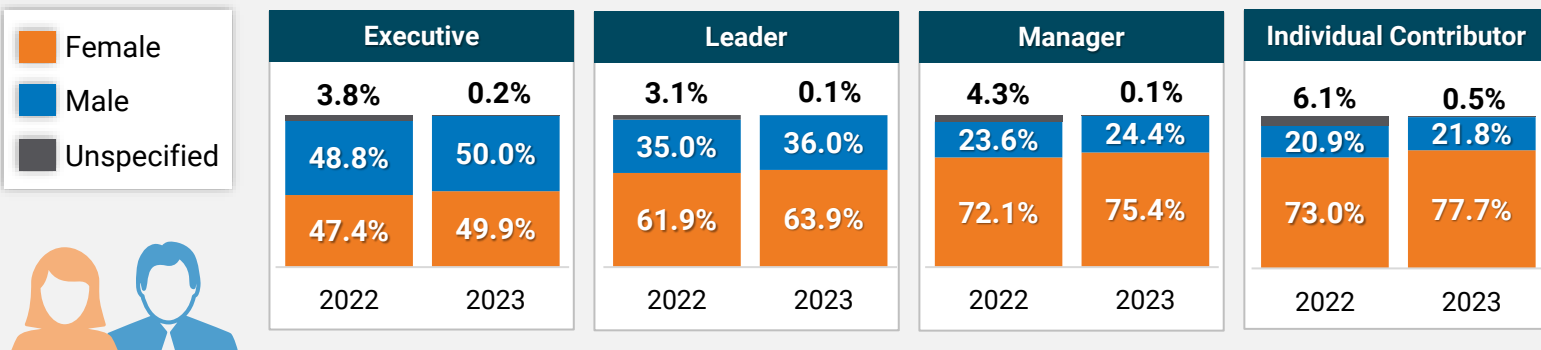 Female
Male
Unspecified
Executive
3.8% 0.2%
48.8% 50.0%
47.4% 49.9%
2022 2023
Leader
3.1% 0.1%
35.0% 36.0%
61.9% 63.9%
2022 2023
Manager
4.3% 0.1%
23.6% 24.4%
72.1% 75.4%
2022 2023
Individual Contributor
6.1% 0.5%
20.9% 21.8%
73.0% 77.7%
2022 2023